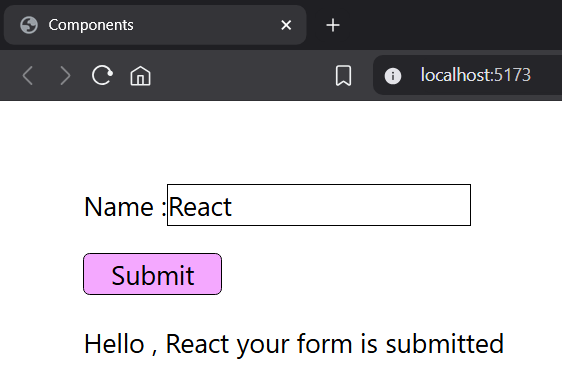 Components
localhost:5173
Name :React
Submit
Hello , React your form is submitted